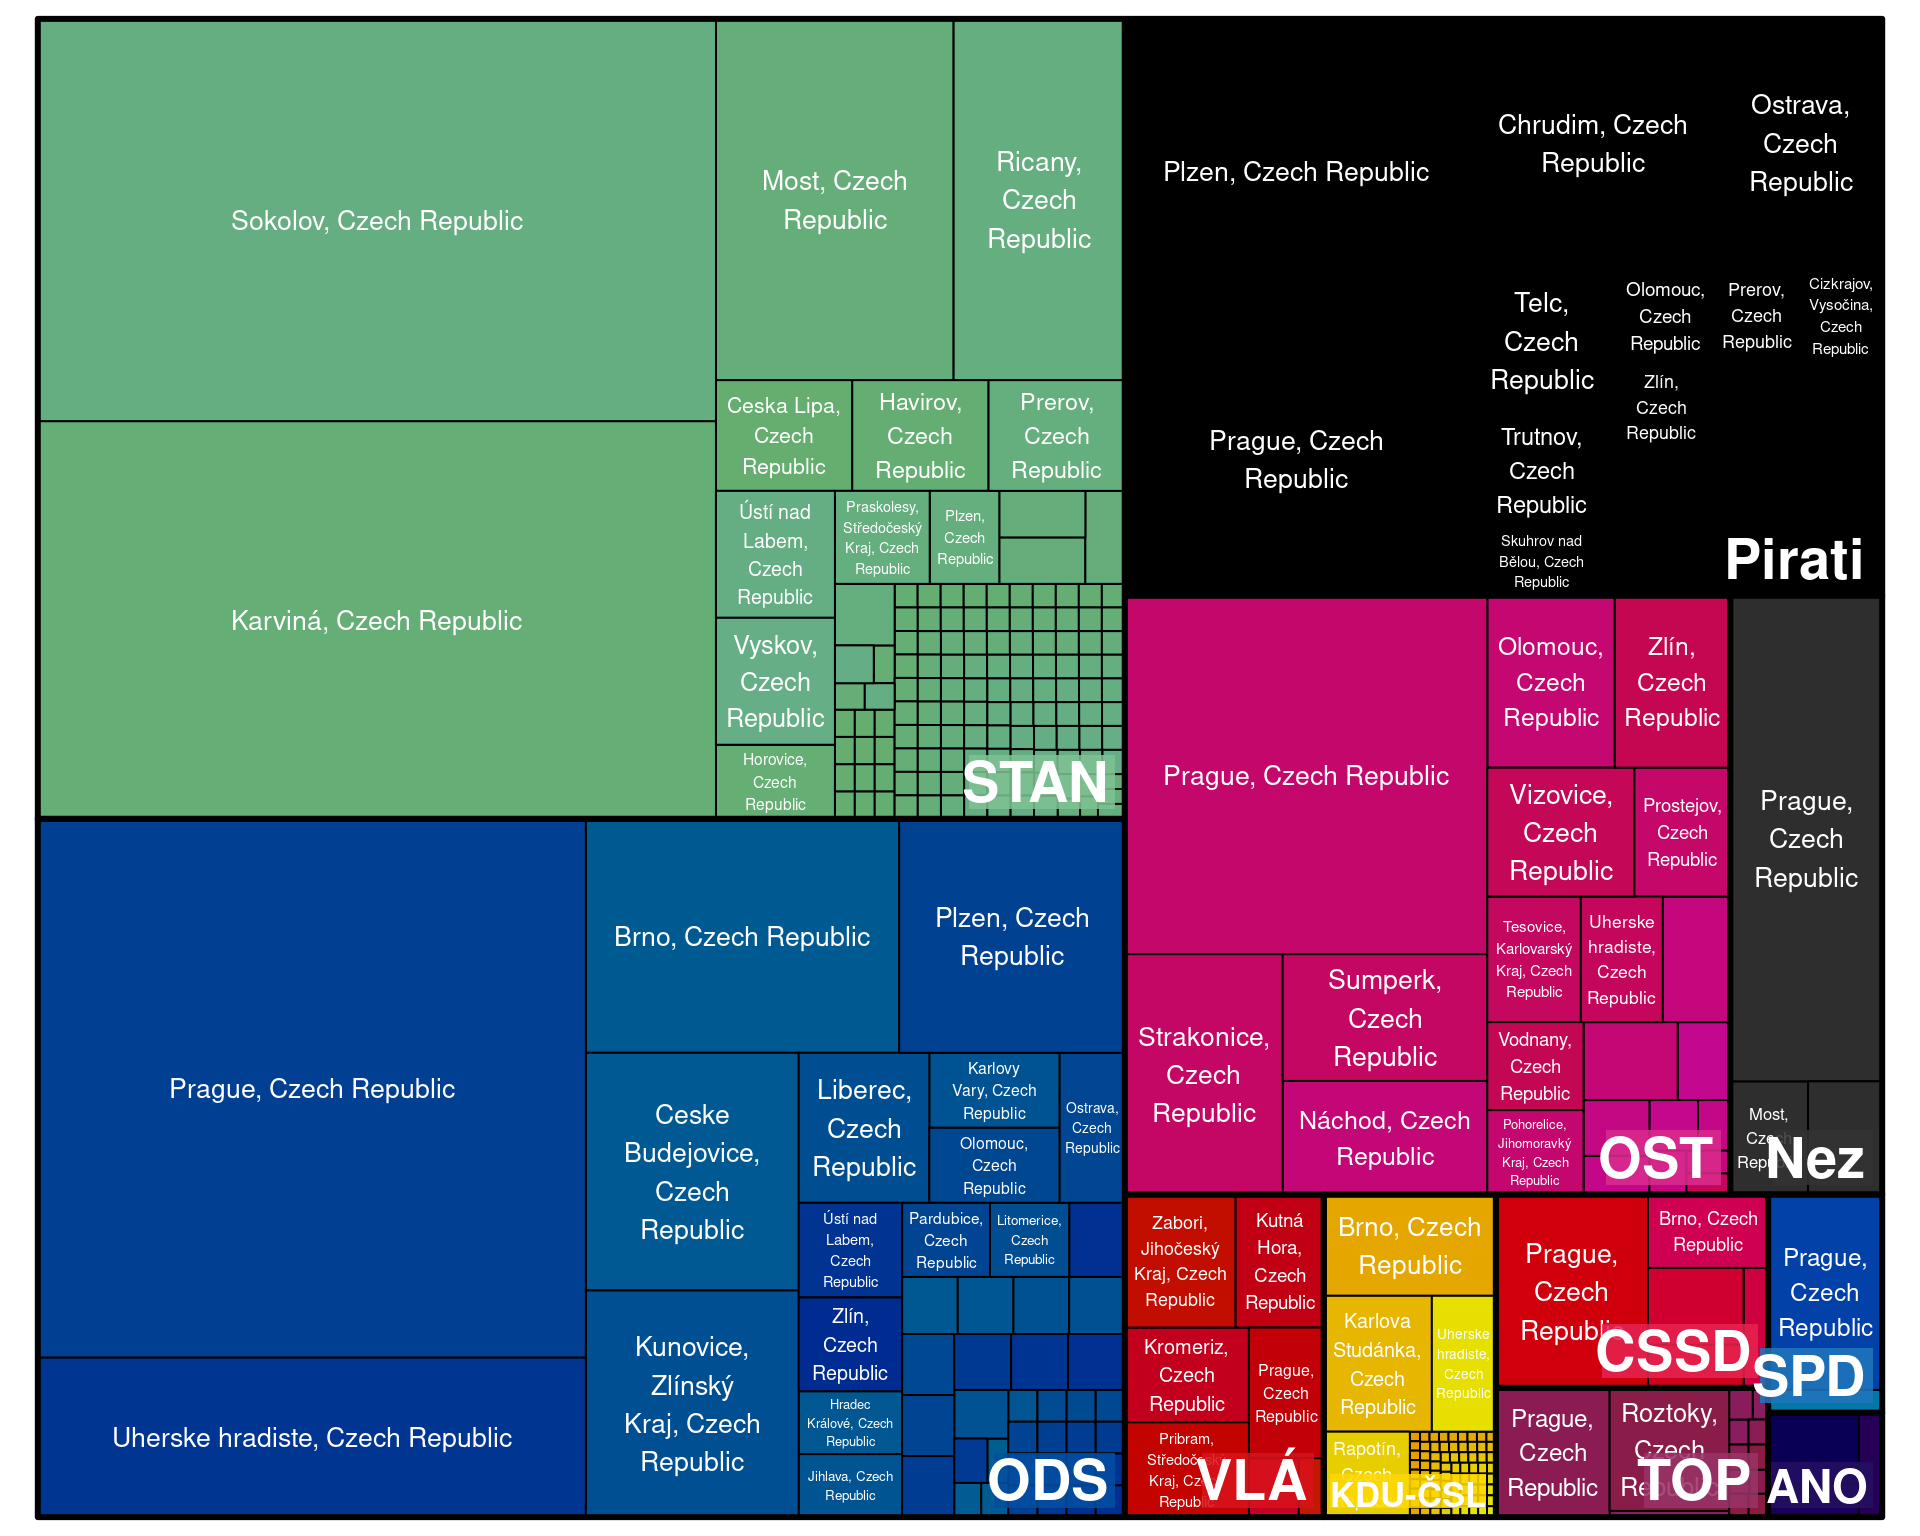 Sokolov, Czech Republic
Most, Czech
Republic
Ricany,
Czech
Republic
Karviná, Czech Republic
Ceska Lipa,
Czech
Republic
Havirov,
Czech
Republic
Prerov,
Czech
Republic
Ústí nad
Labem,
Czech
Republic
Praskolesy,
Středočeský
Kraj, Czech
Republic
Plzen,
Czech
Republic
Vyskov,
Czech
Republic
Horovice,
Czech
Republic
STAN
Plzen, Czech Republic
Chrudim, Czech
Republic
Ostrava,
Czech
Republic
Prague, Czech
Republic
Telc,
Czech
Republic
Olomouc,
Czech
Republic
Prerov,
Czech
Republic
Cizkrajov,
Vysočina,
Czech
Republic
Zlín,
Czech
Republic
Trutnov,
Czech
Republic
Skuhrov nad
Bělou, Czech
Republic
Pirati
Prague, Czech Republic
Brno, Czech Republic
Plzen, Czech
Republic
Uherske hradiste, Czech Republic
Ceske
Budejovice,
Czech
Republic
Kunovice,
Zlínský
Kraj, Czech
Republic
Liberec,
Czech
Republic
Karlovy
Vary, Czech
Republic
Olomouc,
Czech
Republic
Ostrava,
Czech
Republic
Ústí nad
Labem,
Czech
Republic
Pardubice,
Czech
Republic
Litomerice,
Czech
Republic
Zlín,
Czech
Republic
Hradec
Králové, Czech
Republic
Jihlava, Czech
Republic
ODS
Prague, Czech Republic
Olomouc,
Czech
Republic
Zlín,
Czech
Republic
Vizovice,
Czech
Republic
Prostejov,
Czech
Republic
Strakonice,
Czech
Republic
Sumperk,
Czech
Republic
Náchod, Czech
Republic
Tesovice,
Karlovarský
Kraj, Czech
Republic
Uherske
hradiste,
Czech
Republic
Vodnany,
Czech
Republic
Pohorelice,
Jihomoravký
Kraj, Czech
Republic
OST
Prague,
Czech
Republic
Most,
Czech
Republic
Nez
Zabori,
Jihočeský
Kraj, Czech
Republic
Kutná
Hora,
Czech
Republic
Kromeriz,
Czech
Republic
Prague,
Czech
Republic
Pribram,
Středočeský
Kraj, Czech
Republic
VLÁ
Brno, Czech
Republic
Karlova
Studánka,
Czech
Republic
Uherske
hradiste,
Czech
Republic
Rapotín,
Czech
KDU-ČSL
Prague,
Czech
Republic
Brno, Czech
Republic
CSSD
Prague,
Czech
Republic
SPD
Prague,
Czech
Republic
Roztoky,
Czech
Republic
TOP
ANO